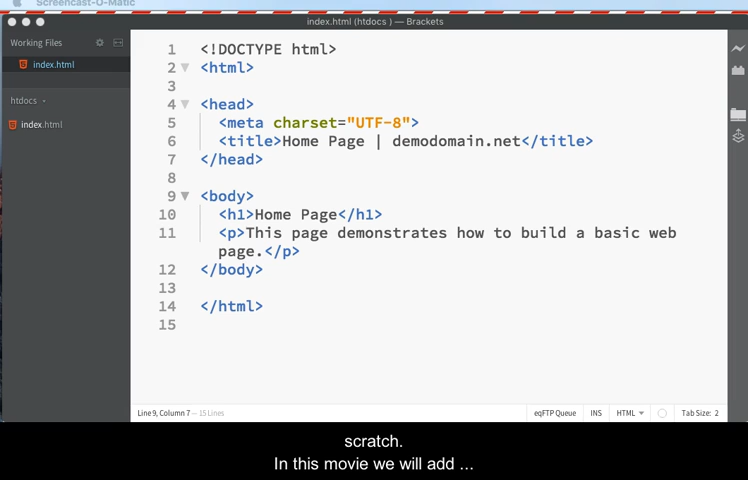 Screencast-O-Matic
index.html (htdocs ) — Brackets
Working Files
index.html
htdocs
index.html
1 <!DOCTYPE html>
2 <html>
3
4 <head>
5 <meta charset="UTF-8">
6 <title>Home Page | demodomain.net</title>
7 </head>
8
9 <body>
10 <h1>Home Page</h1>
11 <p>This page demonstrates how to build a basic web
page.</p>
12 </body>
13
14 </html>
15
Line 9, Column 7 — 15 Lines
eqFTP Queue INS HTML Tab Size: 2
scratch.
In this movie we will add ...